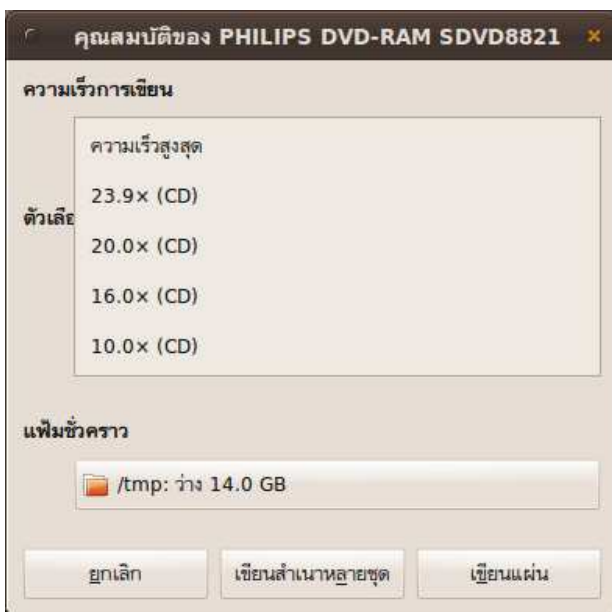 คุณสมบัติของ PHILIPS DVD-RAM SDVD8821
ความเร็วการเขียน
ความเร็วสูงสุด
23.9× (CD)
20.0× (CD)
16.0× (CD)
10.0× (CD)
แฟ้มชั่วคราว
/tmp: ว่าง 14.0 GB
ยกเลิก เขียนสำเนาหลายชุด เขียนแผ่น